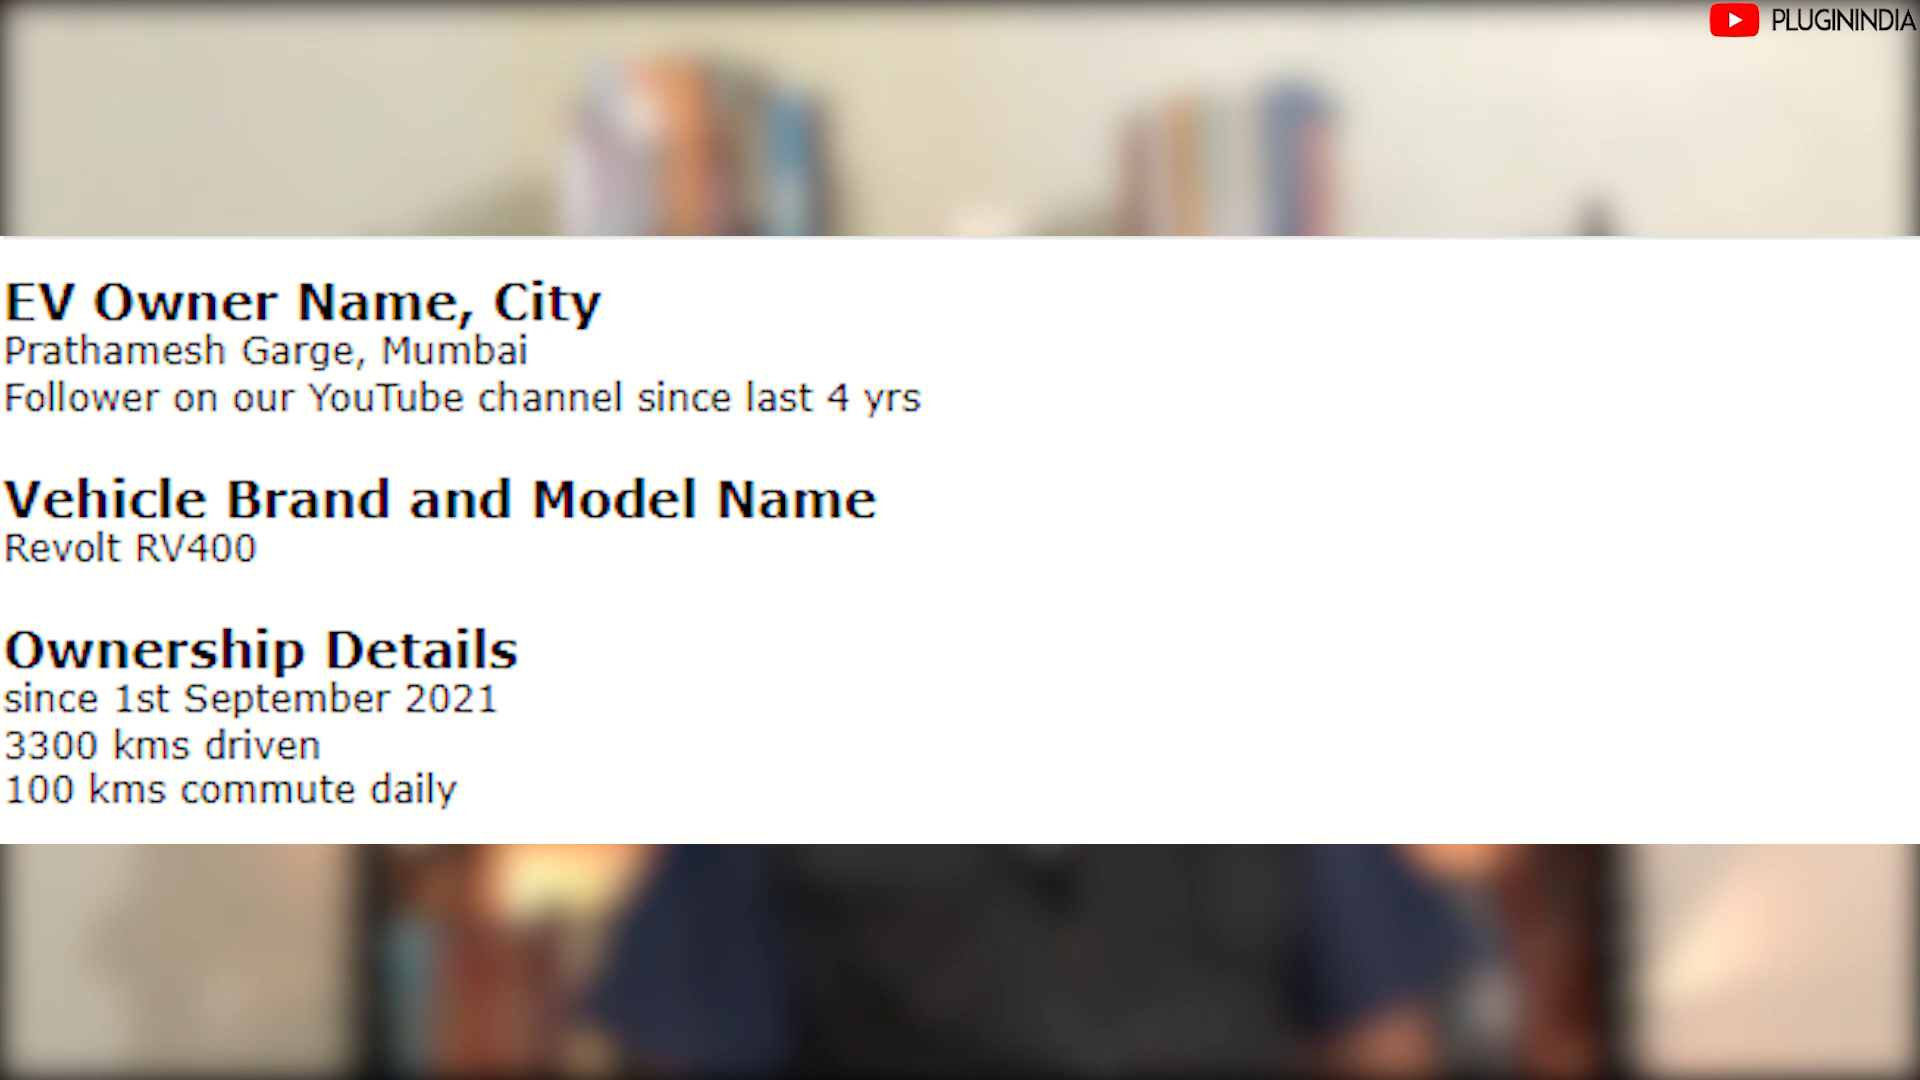 PLUGININDIA
EV Owner Name, City
Prathamesh Garge, Mumbai
Follower on our YouTube channel since last 4 yrs
Vehicle Brand and Model Name
Revolt RV400
Ownership Details
since 1st September 2021
3300 kms driven
100 kms commute daily